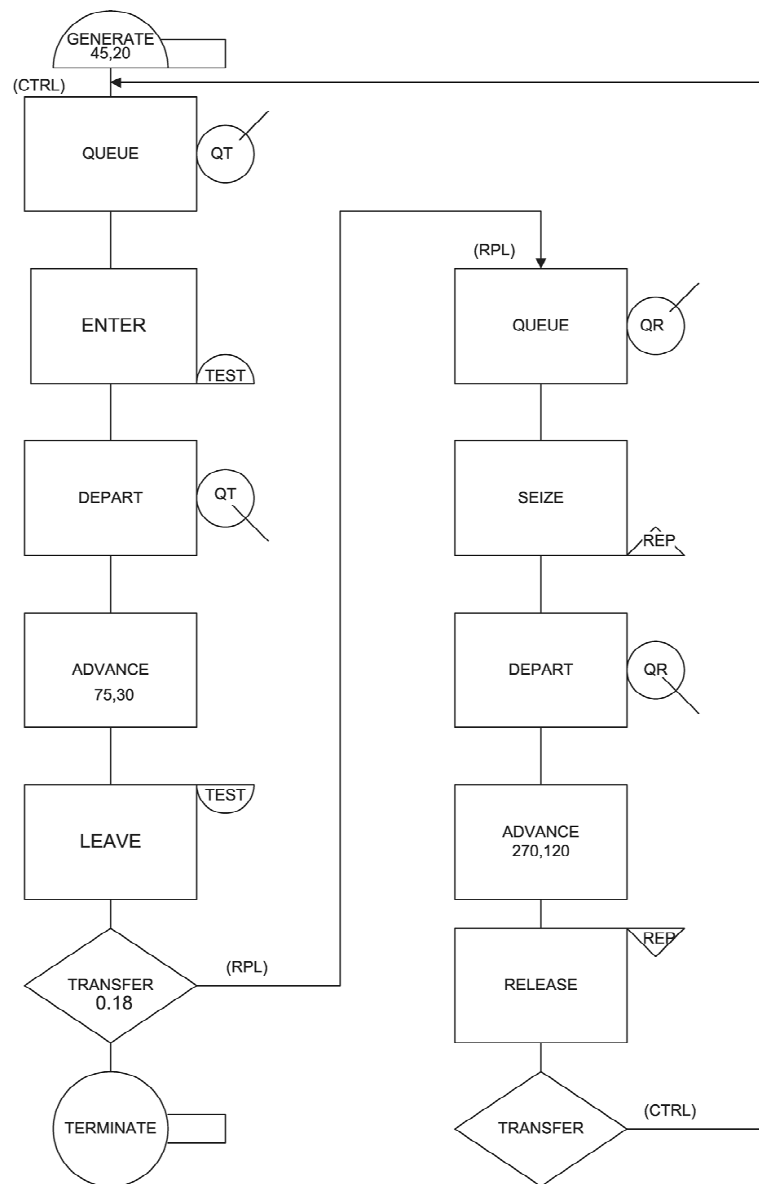 GENERATE
45,20
(CTRL)
QUEUE
QT
ENTER
TEST
DEPART
QT
ADVANCE
75,30
LEAVE
TEST
TRANSFER
0.18
(RPL)
TERMINATE
(RPL)
QUEUE
QR
SEIZE
REP
DEPART
QR
ADVANCE
270,120
RELEASE
REP
TRANSFER
(CTRL)